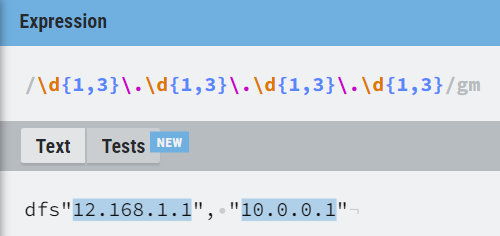 Expression
/\d{1,3}\.\d{1,3}\.\d{1,3}\.\d{1,3}/gm
Text Tests NEW
dfs"12.168.1.1",•"10.0.0.1"¬